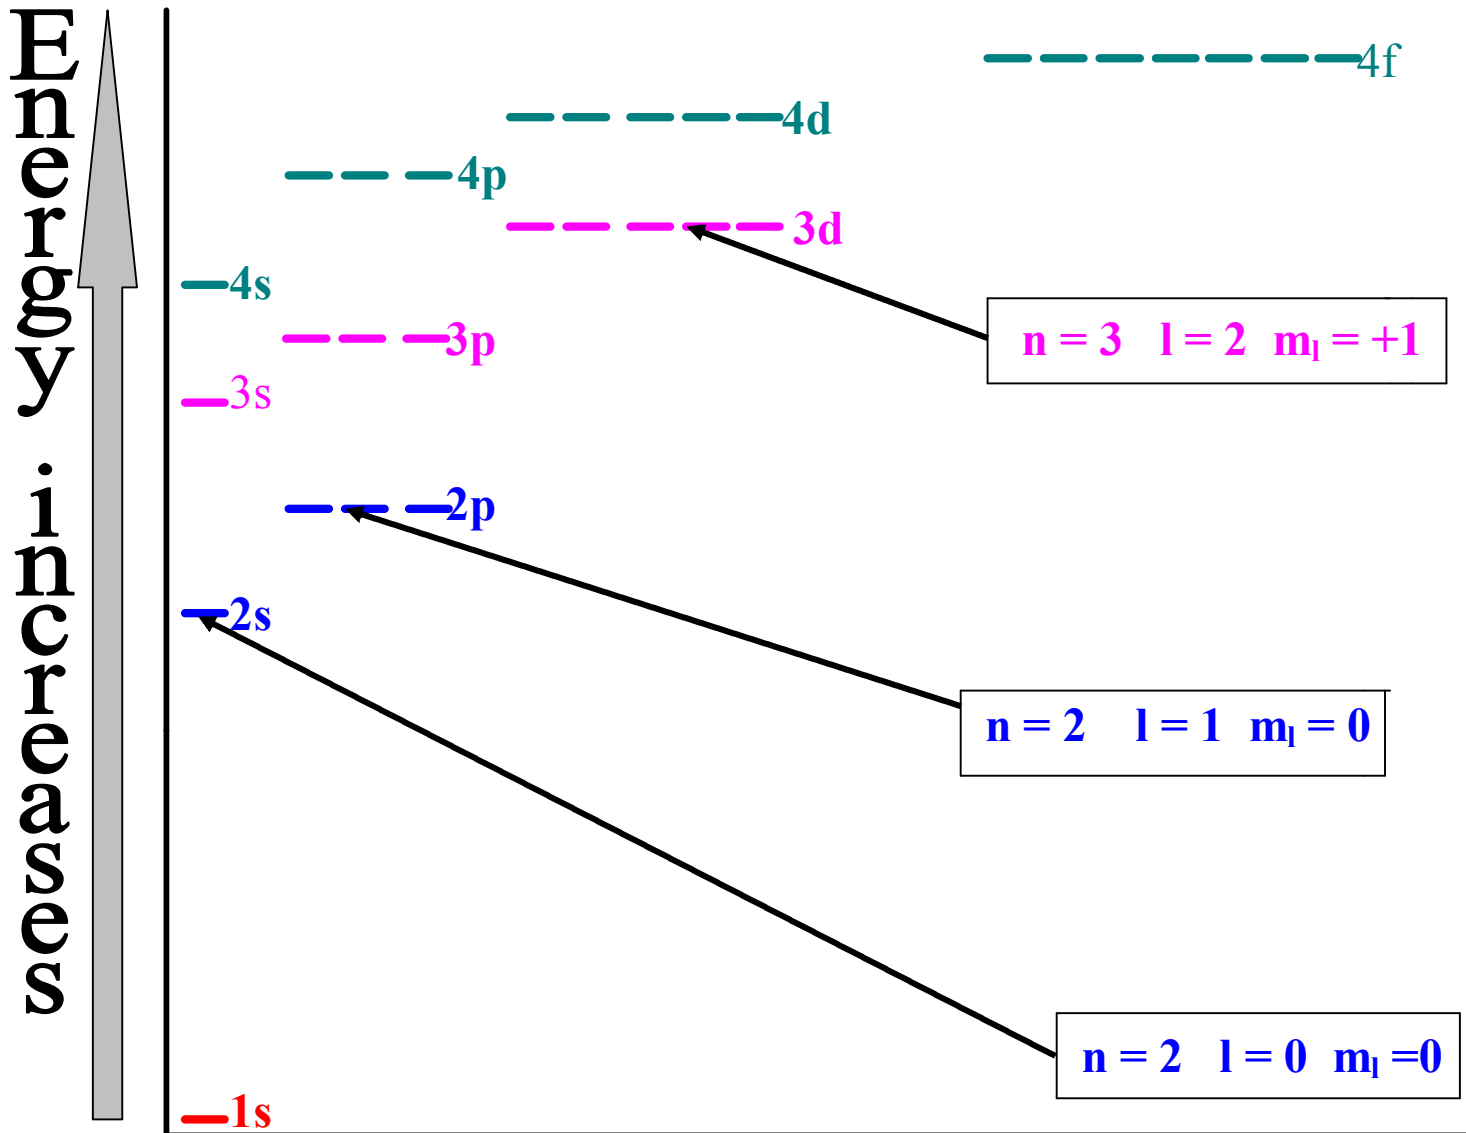 Energy increases
4f
4d
4p
3d
4s
n = 3 l = 2 mₗ = +1
3p
3s
2p
2s
n = 2 l = 1 mₗ = 0
n = 2 l = 0 mₗ =0
1s